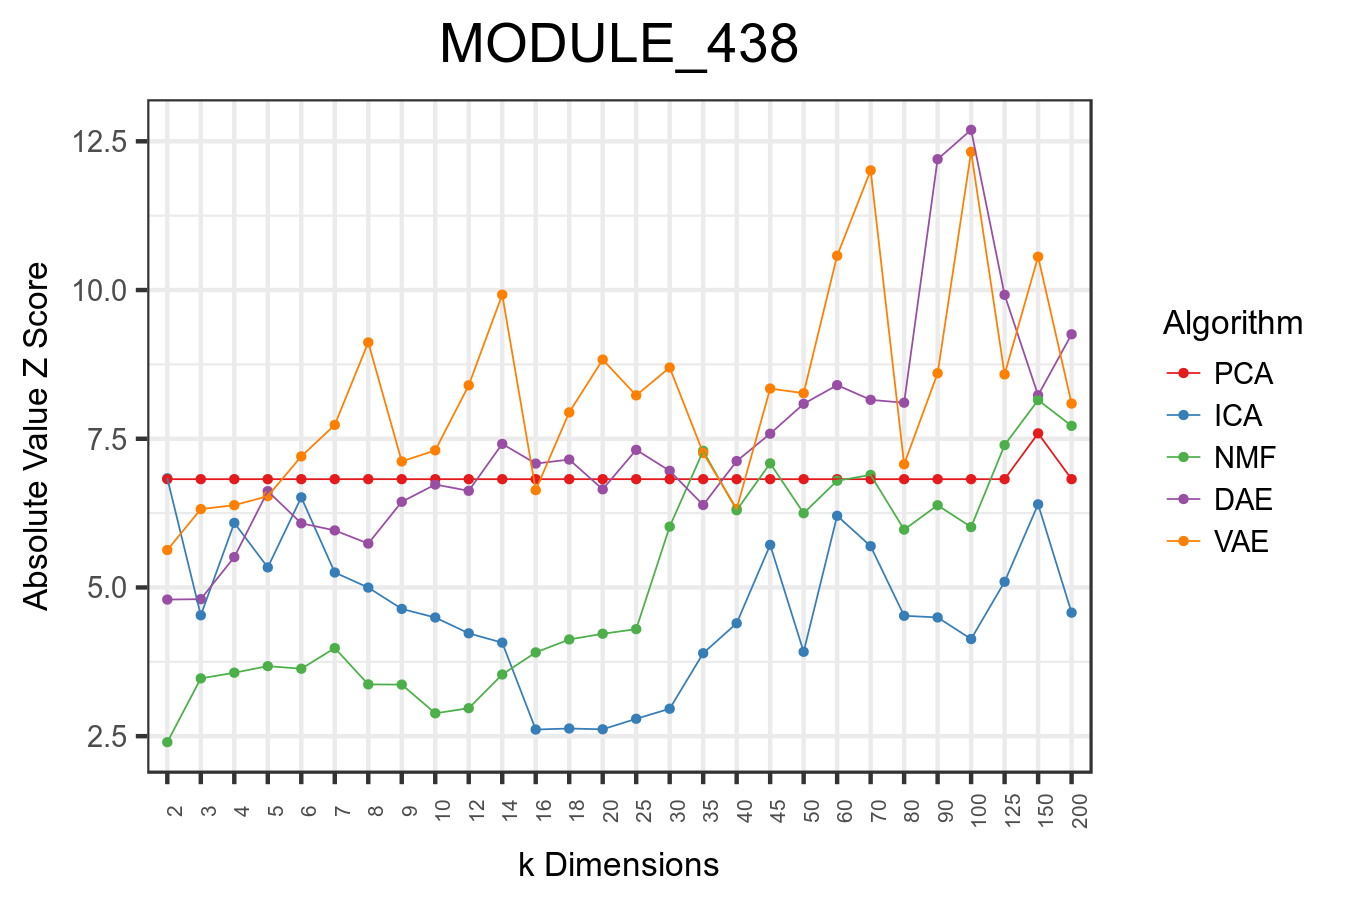 MODULE_438
Absolute Value Z Score
12.5
10.0
7.5
5.0
2.5
2 3 4 5 6 7 8 9 10 12 14 16 18 20 25 30 35 40 45 50 60 70 80 90 100 125 150 200
k Dimensions
Algorithm
PCA
ICA
NMF
DAE
VAE